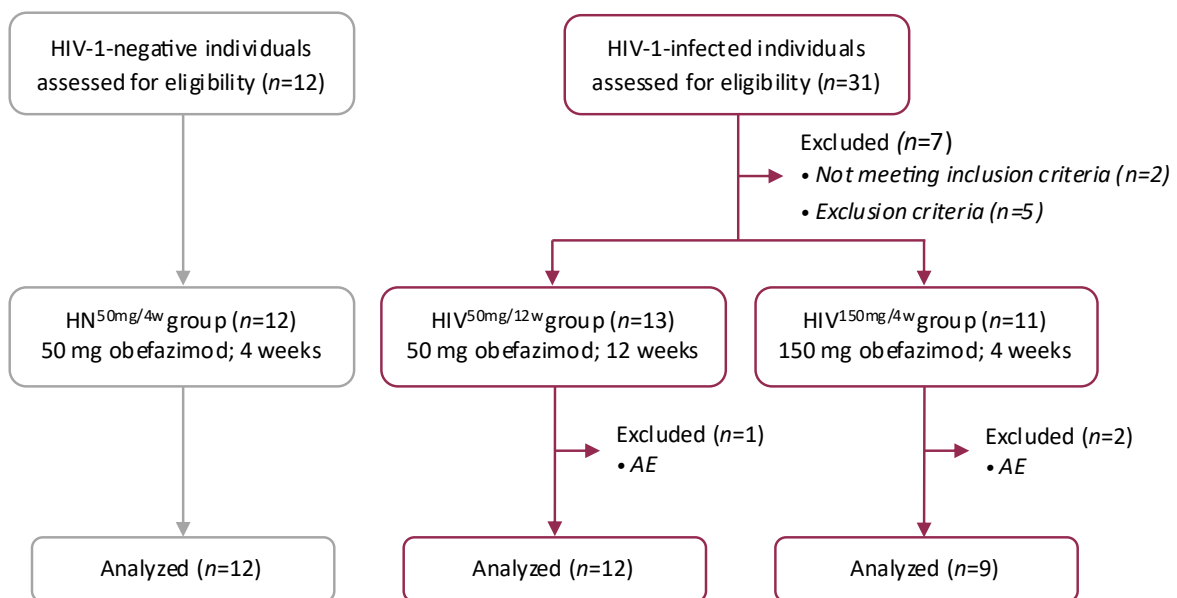 HIV-1-negative individuals
assessed for eligibility (n=12)
HIV-1-infected individuals
assessed for eligibility (n=31)
Excluded (n=7)
• Not meeting inclusion criteria (n=2)
• Exclusion criteria (n=5)
HN50mg/4w group (n=12)
50 mg obefazimod; 4 weeks
HIV50mg/12w group (n=13)
50 mg obefazimod; 12 weeks
HIV150mg/4w group (n=11)
150 mg obefazimod; 4 weeks
Excluded (n=1)
• AE
Excluded (n=2)
• AE
Analyzed (n=12)
Analyzed (n=12)
Analyzed (n=9)